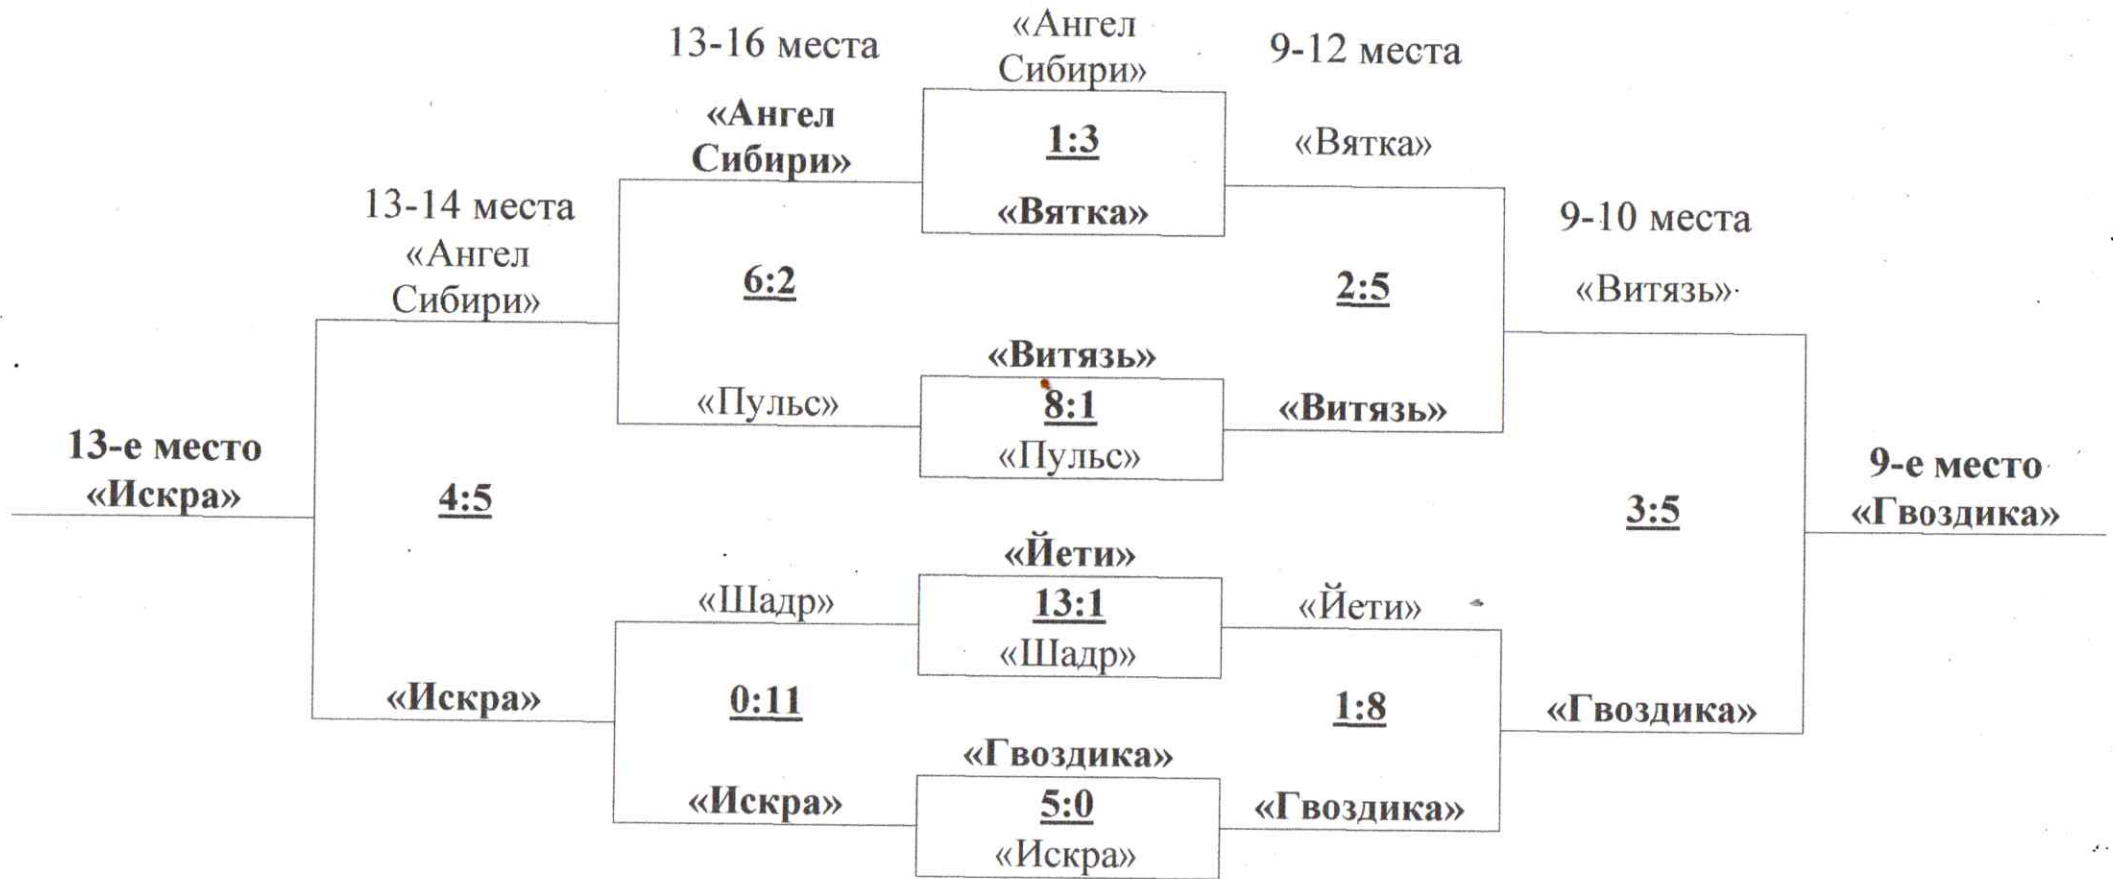 13-16 места
«Ангел
Сибири»
9-12 места
«Ангел
Сибири»
1:3
«Вятка»
«Вятка»
13-14 места
«Ангел
Сибири»
9-10 места
«Витязь»
6:2
2:5
«Витязь»
«Пульс»
8:1
«Витязь»
«Пульс»
13-е место
«Искра»
9-е место
«Гвоздика»
4:5
3:5
«Йети»
«Шадр»
13:1
«Йети»
«Шадр»
«Искра»
0:11
1:8
«Гвоздика»
«Гвоздика»
«Искра»
5:0
«Гвоздика»
«Искра»